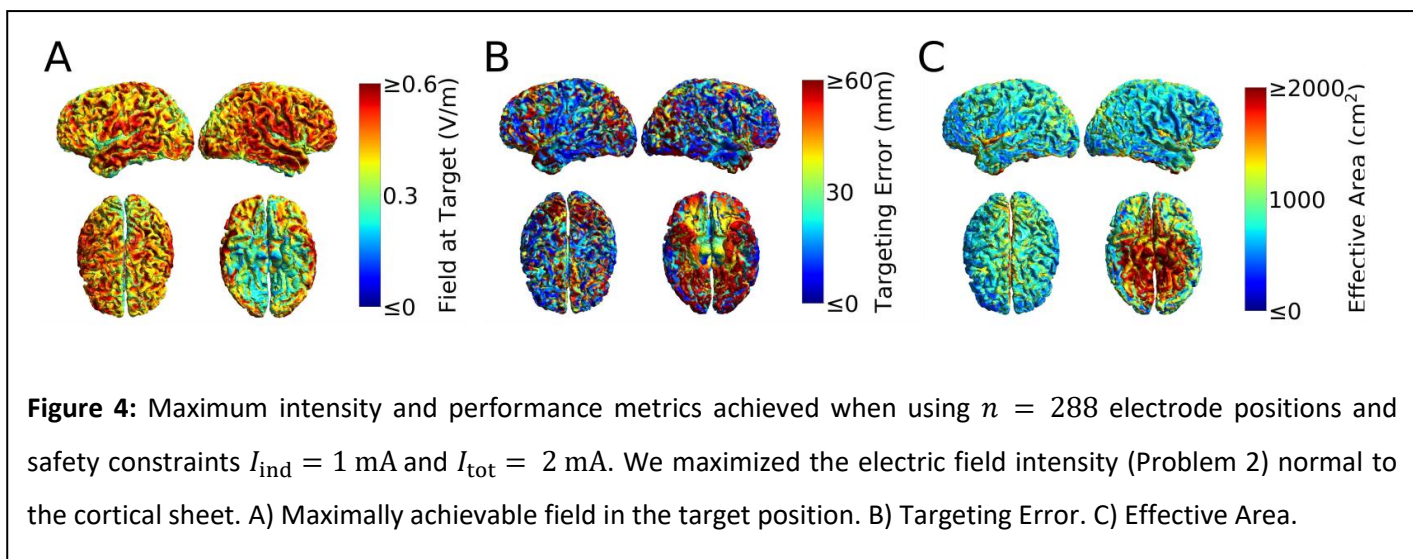 A
≥0.6
0.3
≤0
Field at Target (V/m)
B
≥60
30
≤0
Targeting Error (mm)
C
≥2000
1000
≤0
Effective Area (cm²)
Figure 4: Maximum intensity and performance metrics achieved when using n = 288 electrode positions and
safety constraints I_ind = 1 mA and I_tot = 2 mA. We maximized the electric field intensity (Problem 2) normal to
the cortical sheet. A) Maximally achievable field in the target position. B) Targeting Error. C) Effective Area.